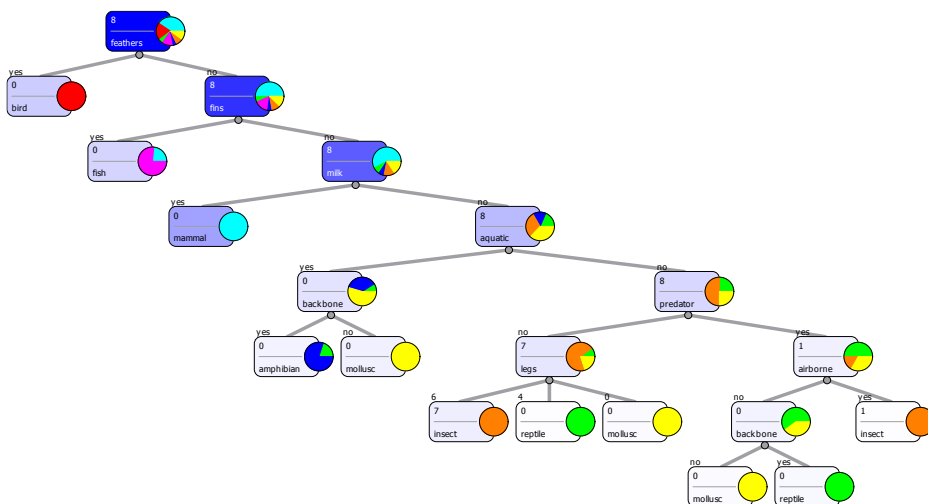 8
feathers
yes
no
0
bird
8
fins
yes
no
0
fish
8
milk
yes
no
0
mammal
8
aquatic
yes
no
0
backbone
8
predator
yes
no
no
yes
0
amphibian
0
mollusc
7
legs
1
airborne
6
4
0
no
yes
7
insect
0
reptile
0
mollusc
0
backbone
1
insect
no
yes
0
mollusc
0
reptile